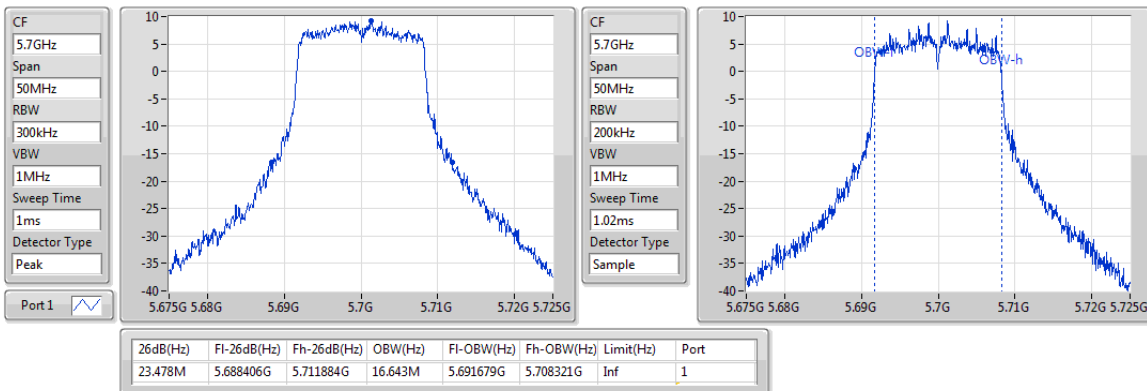 CF
5.7GHz
Span
50MHz
RBW
300kHz
VBW
1MHz
Sweep Time
1ms
Detector Type
Peak
Port 1
10
5
0
-5
-10
-15
-20
-25
-30
-35
-40
5.675G 5.68G 5.69G 5.7G 5.71G 5.72G 5.725G
CF
5.7GHz
Span
50MHz
RBW
200kHz
VBW
1MHz
Sweep Time
1.02ms
Detector Type
Sample
10
5
0
-5
-10
-15
-20
-25
-30
-35
-40
OBW-h
5.675G 5.68G 5.69G 5.7G 5.71G 5.72G 5.725G
26dB(Hz) Fl-26dB(Hz) Fh-26dB(Hz) OBW(Hz) Fl-OBW(Hz) Fh-OBW(Hz) Limit(Hz) Port
23.478M 5.688406G 5.711884G 16.643M 5.691679G 5.708321G Inf 1